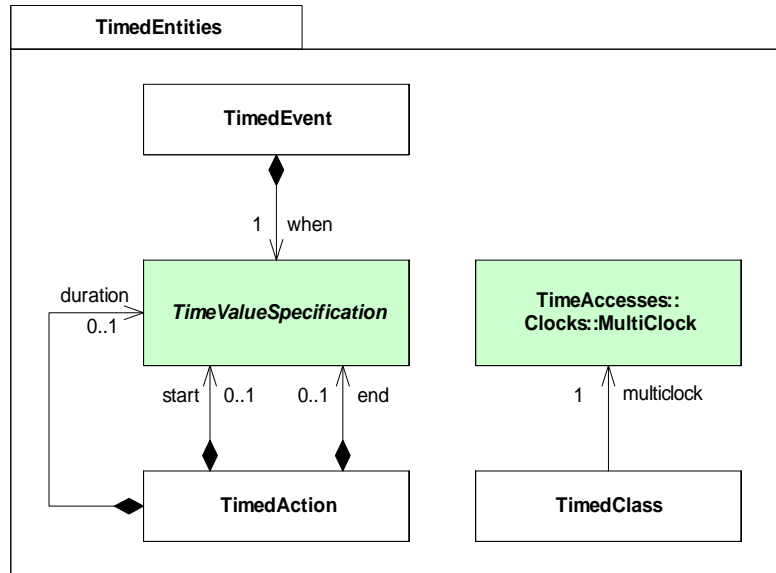 TimedEntities
TimedEvent
1 when
duration
0..1
TimeValueSpecification
TimeAccesses::
Clocks::MultiClock
start 0..1 0..1 end
1 multiclock
TimedAction
TimedClass